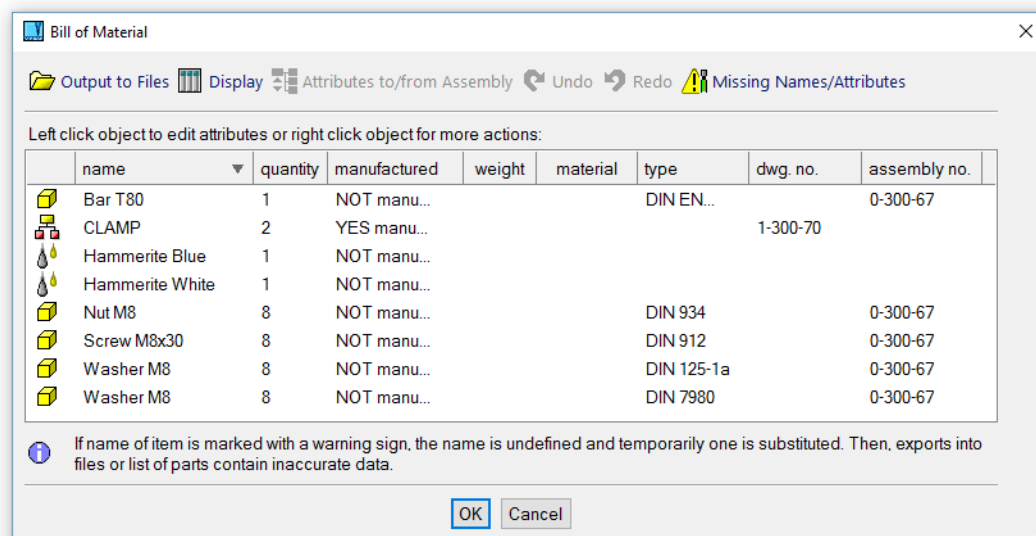 Bill of Material
Output to Files Display Attributes to/from Assembly Undo Redo Missing Names/Attributes
Left click object to edit attributes or right click object for more actions:
name quantity manufactured weight material type dwg. no. assembly no.
Bar T80 1 NOT manu... DIN EN... 0-300-67
CLAMP 2 YES manu... 1-300-70
Hammerite Blue 1 NOT manu...
Hammerite White 1 NOT manu...
Nut M8 8 NOT manu... DIN 934 0-300-67
Screw M8x30 8 NOT manu... DIN 912 0-300-67
Washer M8 8 NOT manu... DIN 125-1a 0-300-67
Washer M8 8 NOT manu... DIN 7980 0-300-67
If name of item is marked with a warning sign, the name is undefined and temporarily one is substituted. Then, exports into
files or list of parts contain inaccurate data.
OK Cancel